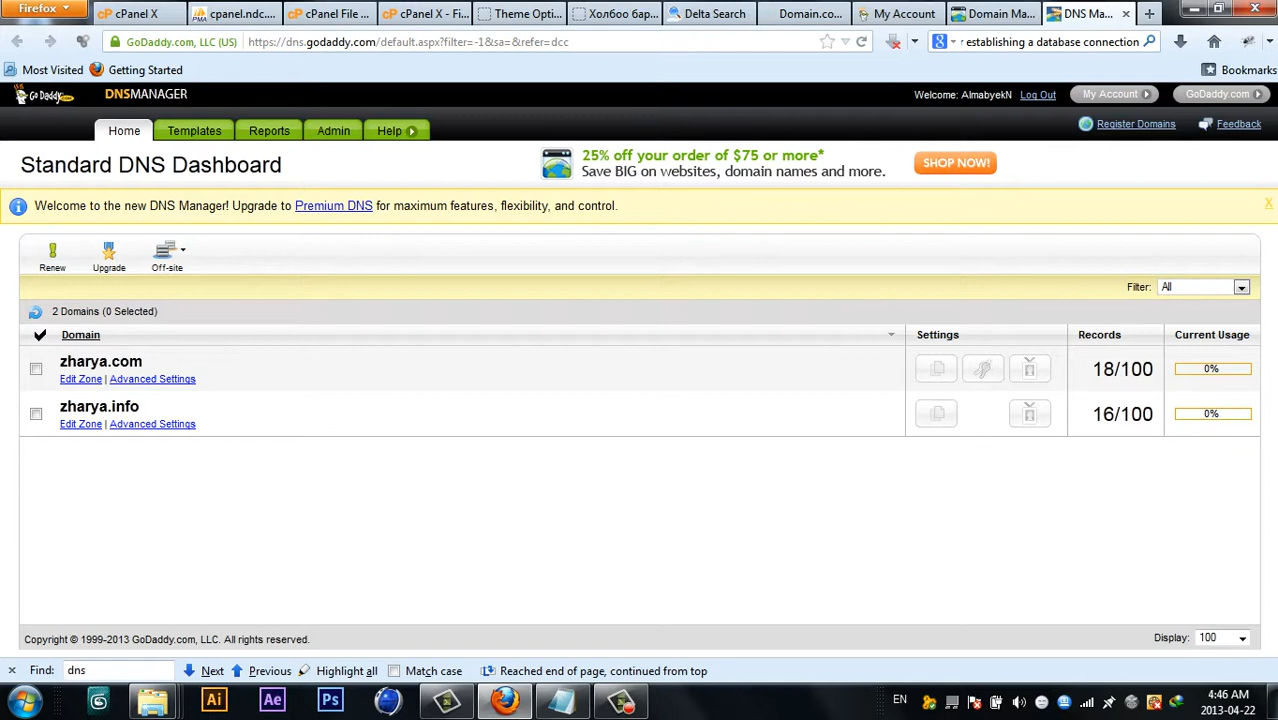 Firefox
cPanel X
cpanel.ndc....
cPanel File ...
cPanel X - Fi...
Theme Opti...
Холбоо бар...
Delta Search
Domain.co...
My Account
Domain Ma...
DNS Ma...
GoDaddy.com, LLC (US)
https://dns.godaddy.com/default.aspx?filter=-1&sa=&refer=dcc
r establishing a database connection
Most Visited
Getting Started
Bookmarks
Go Daddy.com
DNSMANAGER
Welcome: AlmabyekN
Log Out
My Account
GoDaddy.com
Home
Templates
Reports
Admin
Help
Register Domains
Feedback
Standard DNS Dashboard
25% off your order of $75 or more*
Save BIG on websites, domain names and more.
SHOP NOW!
Welcome to the new DNS Manager! Upgrade to Premium DNS for maximum features, flexibility, and control.
X
Renew
Upgrade
Off-site
Filter: All
2 Domains (0 Selected)
Domain
Settings
Records
Current Usage
zharya.com
Edit Zone | Advanced Settings
18/100
0%
zharya.info
Edit Zone | Advanced Settings
16/100
0%
Copyright © 1999-2013 GoDaddy.com, LLC. All rights reserved.
Display: 100
Find: dns
Next
Previous
Highlight all
Match case
Reached end of page, continued from top
Ai
Ae
Ps
EN
4:46 AM
2013-04-22